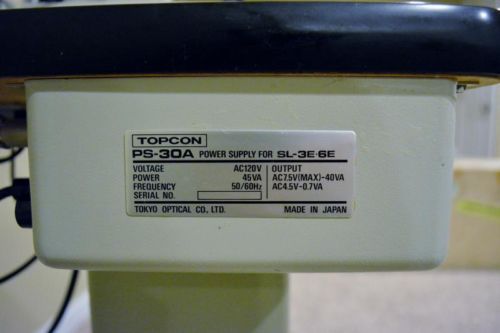 TOPCON
PS-30A POWER SUPPLY FOR SL-3E·6E
VOLTAGE AC120V
POWER 45VA
FREQUENCY 50/60Hz
SERIAL NO.
OUTPUT
AC7.5V(MAX)-40VA
AC4.5V-0.7VA
TOKYO OPTICAL CO., LTD. MADE IN JAPAN